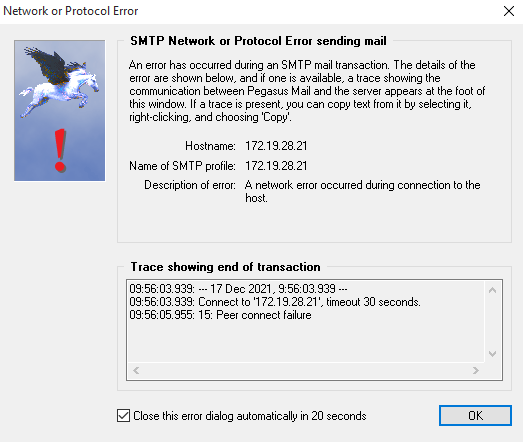 Network or Protocol Error
SMTP Network or Protocol Error sending mail
An error has occurred during an SMTP mail transaction. The details of the
error are shown below, and if one is available, a trace showing the
communication between Pegasus Mail and the server appears at the foot of
this window. If a trace is present, you can copy text from it by selecting it,
right-clicking, and choosing 'Copy'.
Hostname: 172.19.28.21
Name of SMTP profile: 172.19.28.21
Description of error: A network error occurred during connection to the
host.
Trace showing end of transaction
09:56:03.939: --- 17 Dec 2021, 9:56:03.939 ---
09:56:03.939: Connect to '172.19.28.21', timeout 30 seconds.
09:56:05.955: 15: Peer connect failure
Close this error dialog automatically in 20 seconds
OK